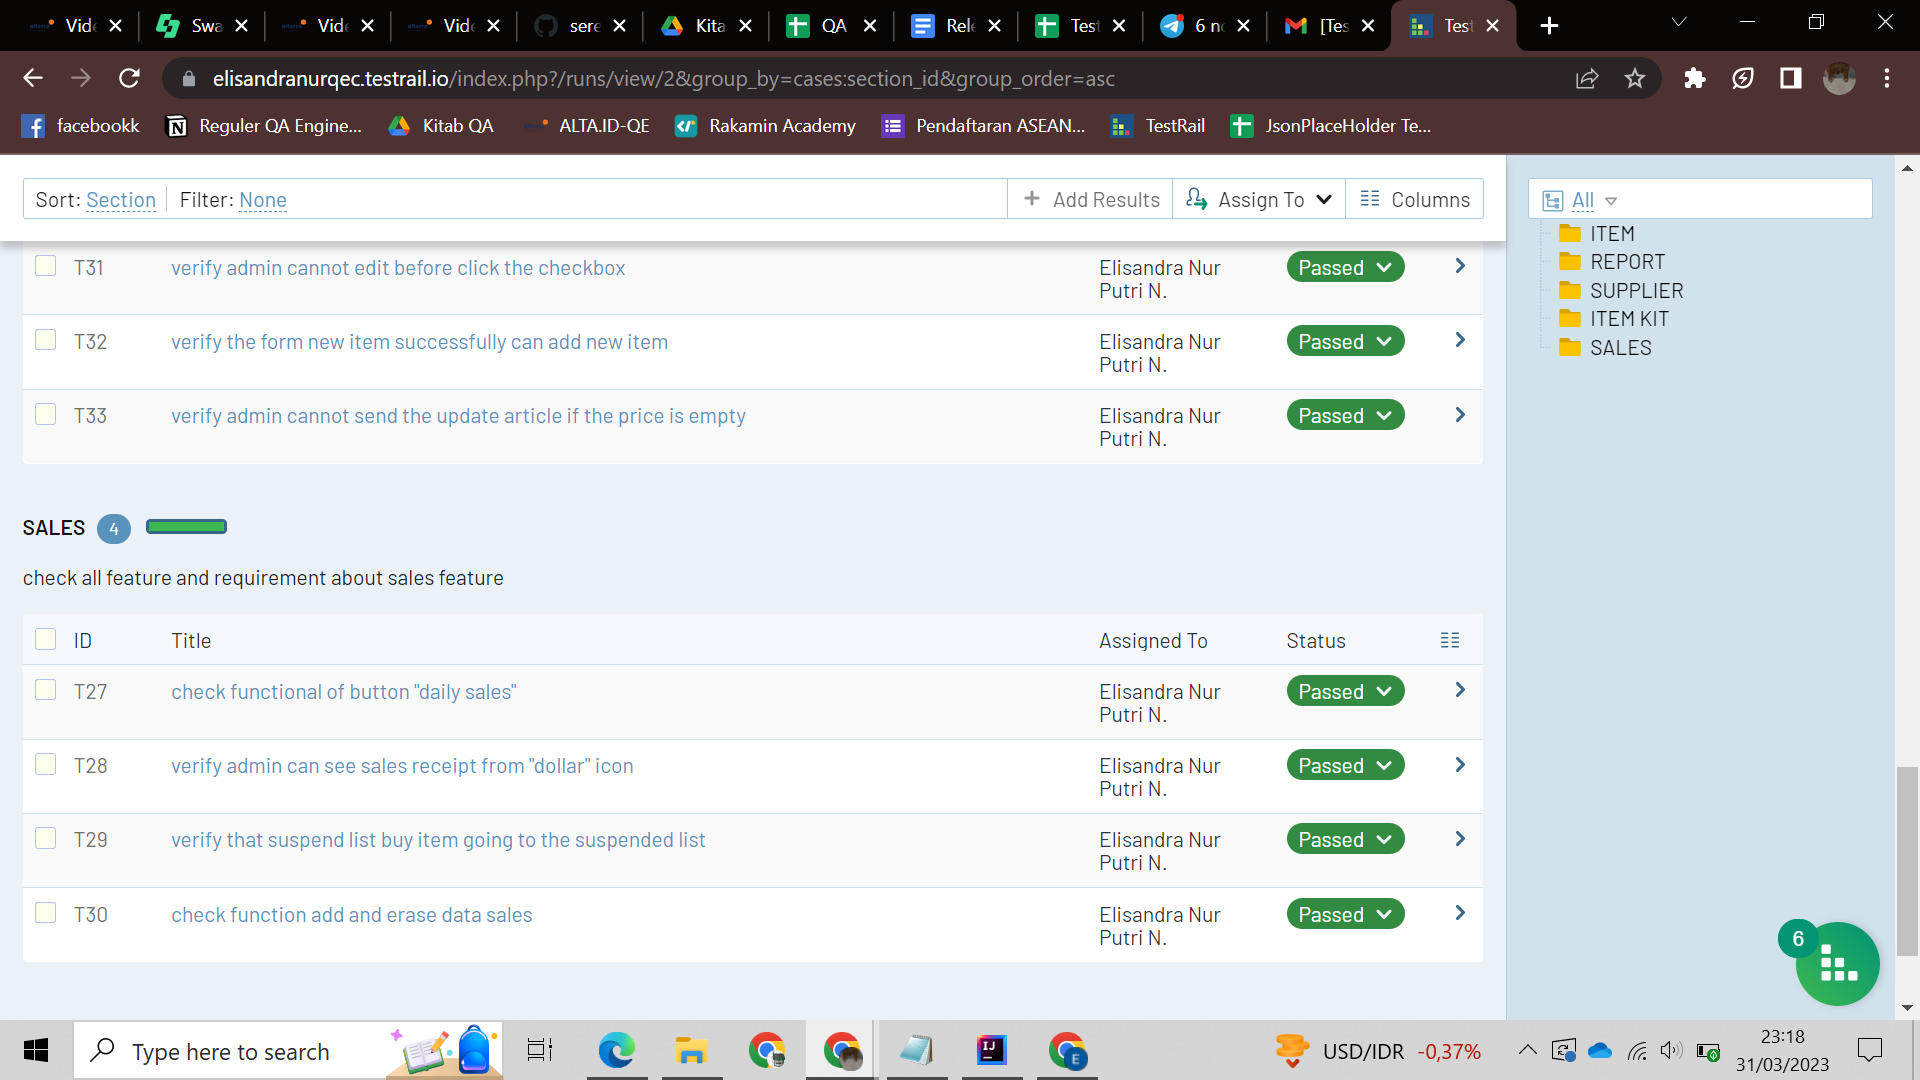 Vide
Swa
Vide
Vide
sere
Kita
QA
Rele
Test
6 no
[Tes
Test
elisandranurqec.testrail.io/index.php?/runs/view/2&group_by=cases:section_id&group_order=asc
facebookk
Reguler QA Engine...
Kitab QA
ALTA.ID-QE
Rakamin Academy
Pendaftaran ASEAN...
TestRail
JsonPlaceHolder Te...
Sort: Section
Filter: None
+ Add Results
Assign To
Columns
All
ITEM
REPORT
SUPPLIER
ITEM KIT
SALES
T31 verify admin cannot edit before click the checkbox Elisandra Nur Passed
Putri N.
T32 verify the form new item successfully can add new item Elisandra Nur Passed
Putri N.
T33 verify admin cannot send the update article if the price is empty Elisandra Nur Passed
Putri N.
SALES 4
check all feature and requirement about sales feature
ID Title Assigned To Status
T27 check functional of button "daily sales" Elisandra Nur Passed
Putri N.
T28 verify admin can see sales receipt from "dollar" icon Elisandra Nur Passed
Putri N.
T29 verify that suspend list buy item going to the suspended list Elisandra Nur Passed
Putri N.
T30 check function add and erase data sales Elisandra Nur Passed
Putri N.
6
Type here to search
IJ
E
USD/IDR -0,37%
23:18
31/03/2023